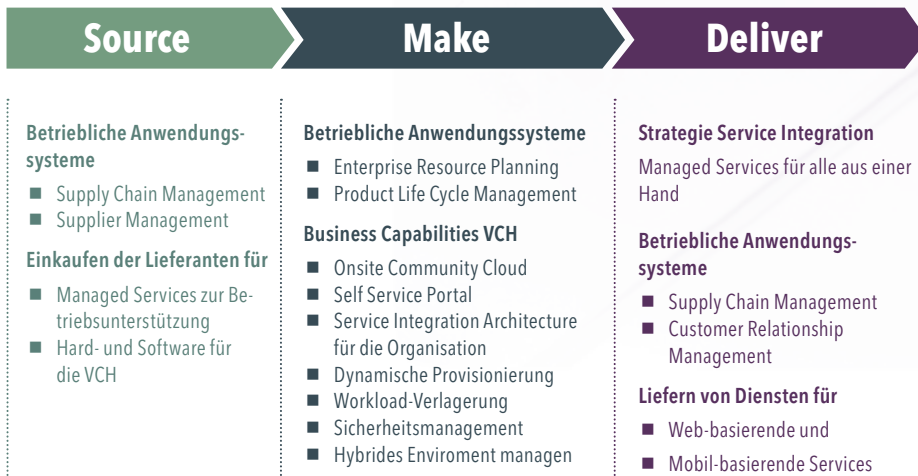 Source
Make
Deliver
Betriebliche Anwendungs-
systeme
■ Supply Chain Management
■ Supplier Management
Einkaufen der Lieferanten für
■ Managed Services zur Be-
triebsunterstützung
■ Hard- und Software für
die VCH
Betriebliche Anwendungssysteme
■ Enterprise Resource Planning
■ Product Life Cycle Management
Business Capabilities VCH
■ Onsite Community Cloud
■ Self Service Portal
■ Service Integration Architecture
für die Organisation
■ Dynamische Provisionierung
■ Workload-Verlagerung
■ Sicherheitsmanagement
■ Hybrides Enviroment managen
Strategie Service Integration
Managed Services für alle aus einer
Hand
Betriebliche Anwendungs-
systeme
■ Supply Chain Management
■ Customer Relationship
Management
Liefern von Diensten für
■ Web-basierende und
■ Mobil-basierende Services